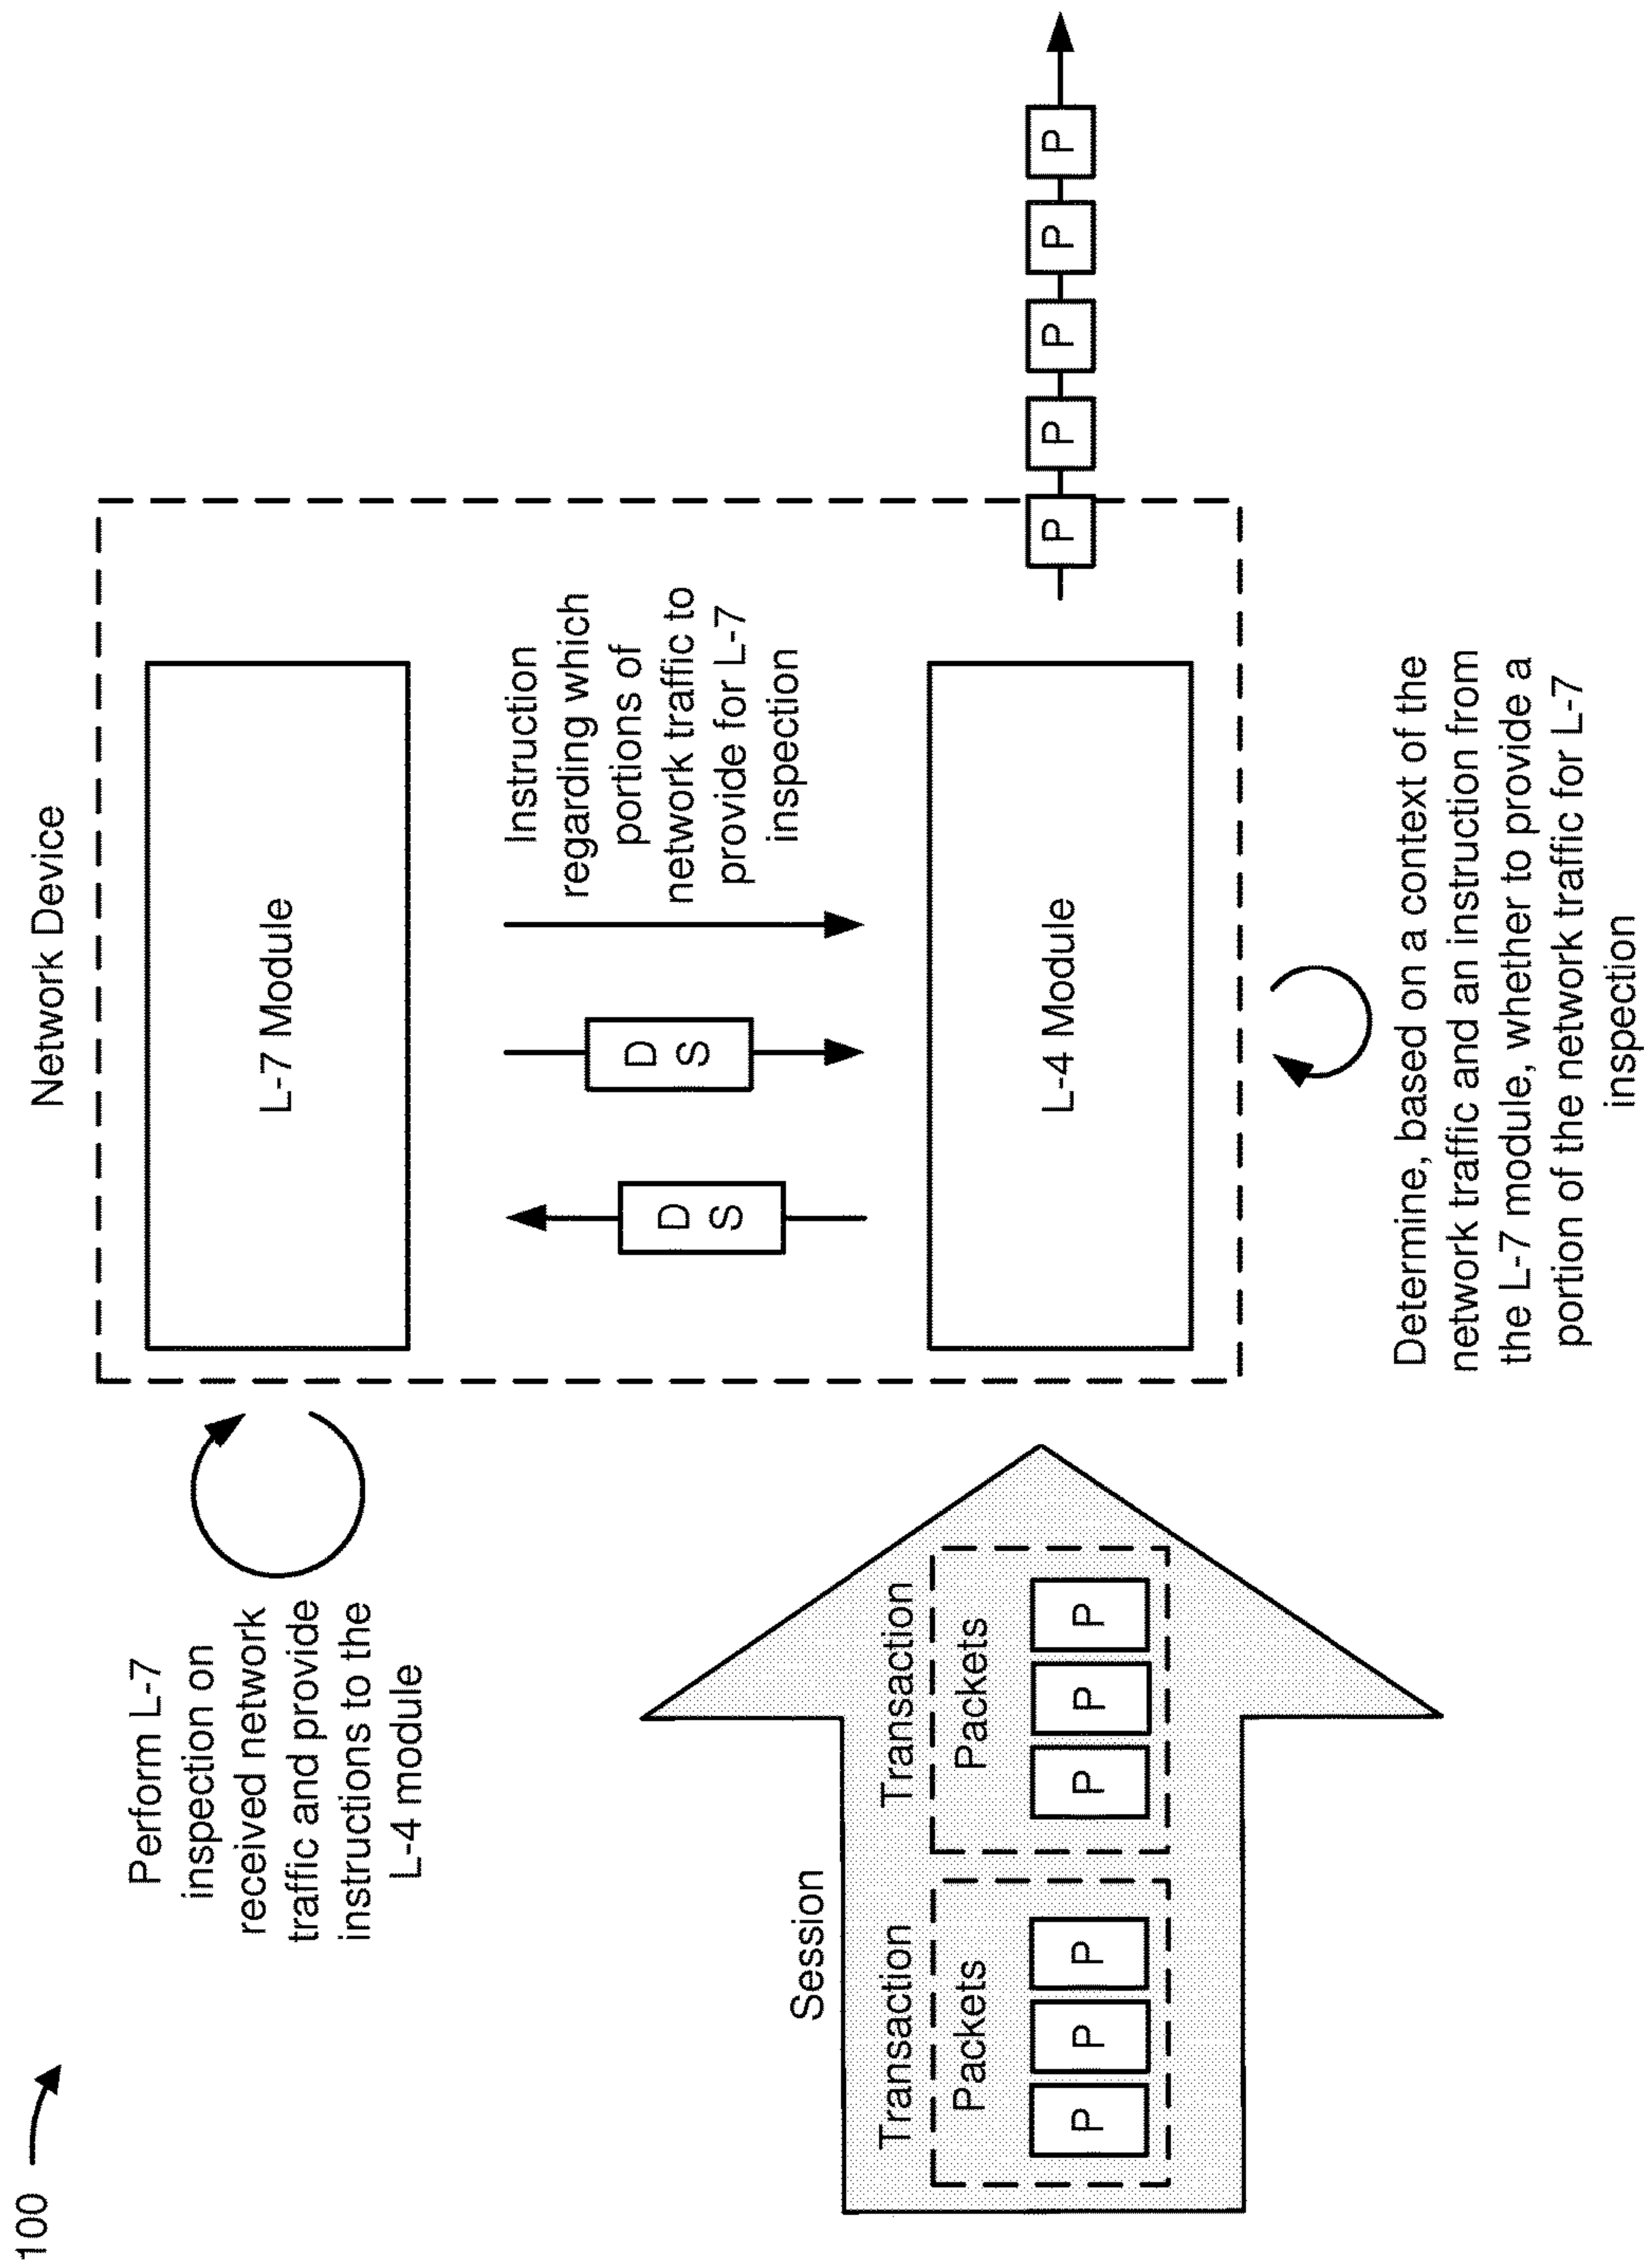 100
Network Device
Perform L-7
inspection on
received network
traffic and provide
instructions to the
L-4 module
L-7 Module
D
S
D
S
Instruction
regarding which
portions of
network traffic to
provide for L-7
inspection
Session
Transaction
Packets
P
P
P
Transaction
Packets
P
P
P
L-4 Module
P
P
P
P
P
Determine, based on a context of the
network traffic and an instruction from
the L-7 module, whether to provide a
portion of the network traffic for L-7
inspection